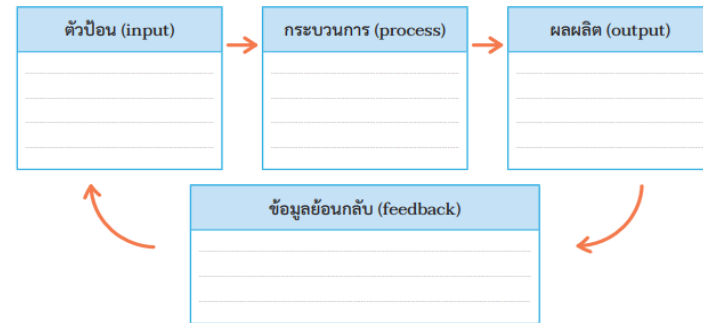 ตัวป้อน (input)
กระบวนการ (process)
ผลผลิต (output)
ข้อมูลย้อนกลับ (feedback)